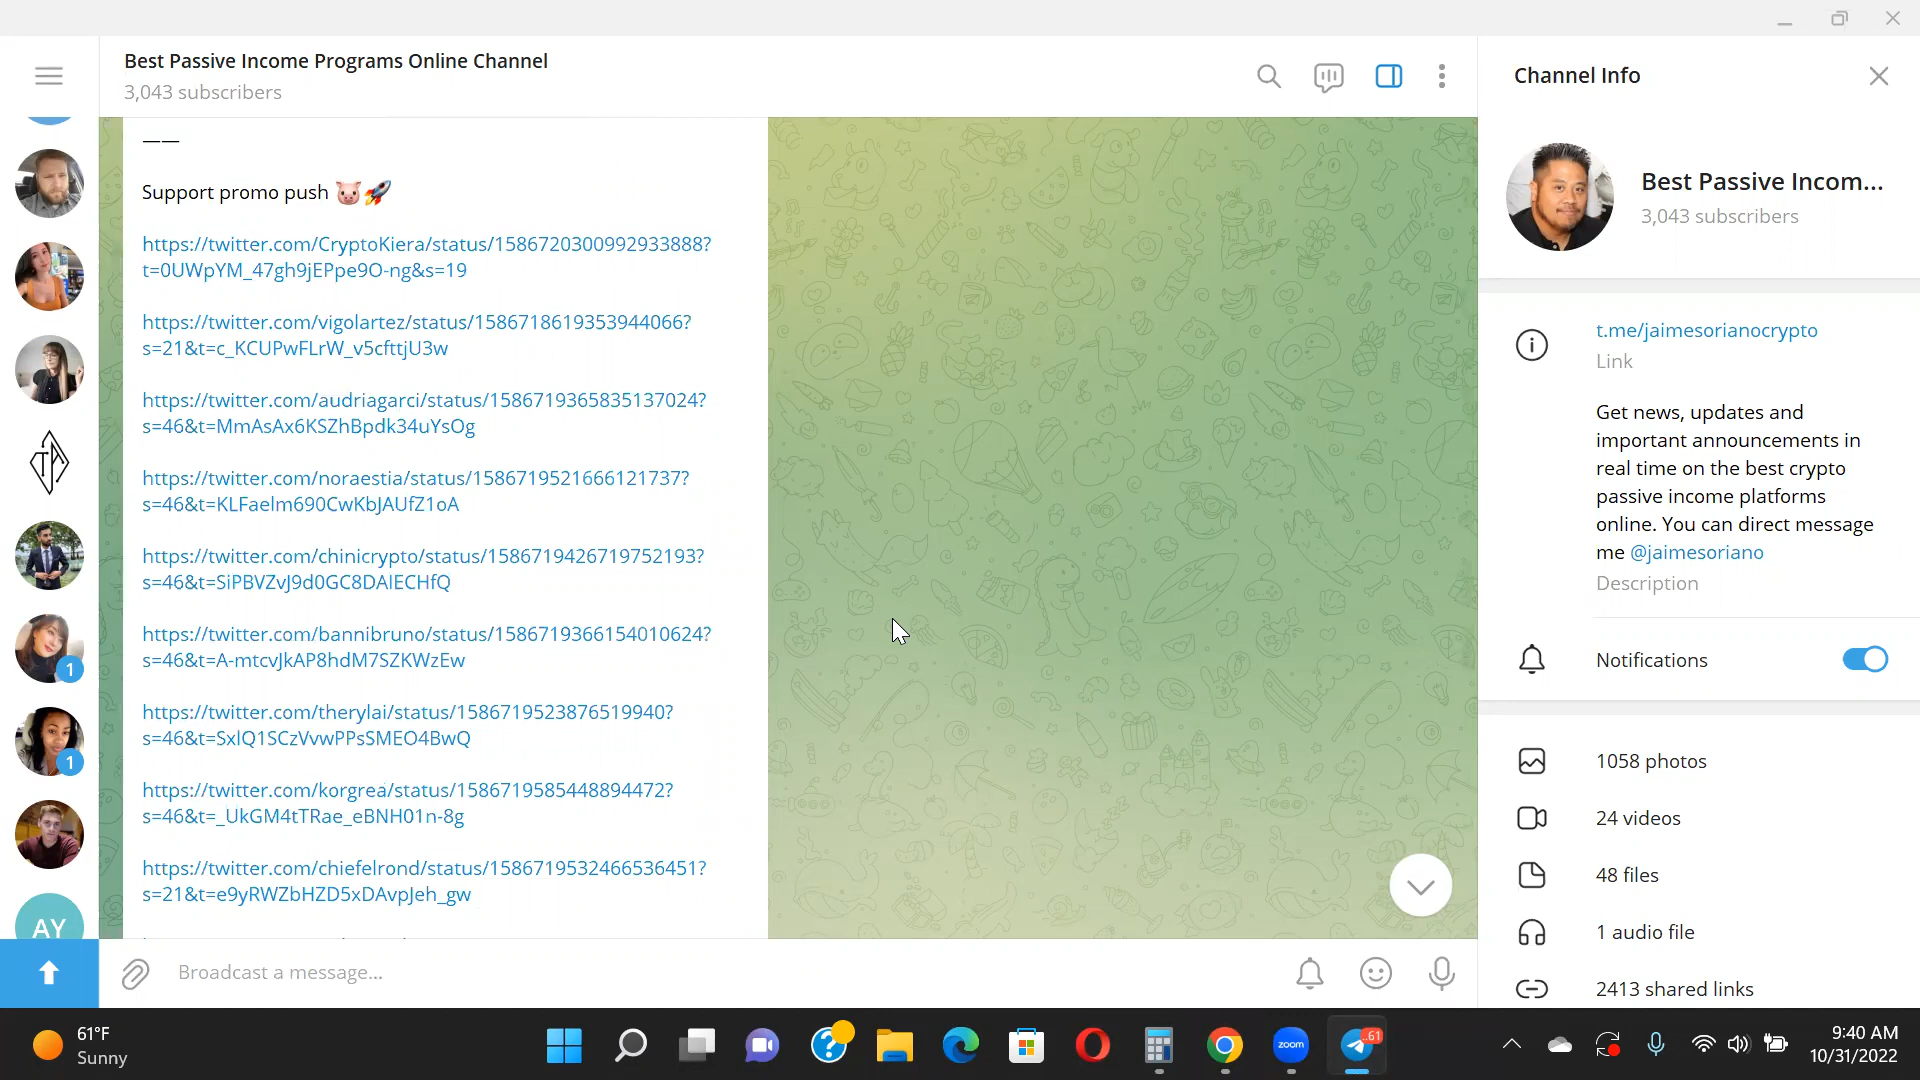 Best Passive Income Programs Online Channel
3,043 subscribers
——
Support promo push 🐷🚀
https://twitter.com/CryptoKiera/status/1586720300992933888?
t=0UWpYM_47gh9jEPpe9O-ng&s=19
https://twitter.com/vigolartez/status/1586718619353944066?
s=21&t=c_KCUPwFLrW_v5cfttjU3w
https://twitter.com/audriagarci/status/1586719365835137024?
s=46&t=MmAsAx6KSZhBpdk34uYsOg
https://twitter.com/noraestia/status/1586719521666121737?
s=46&t=KLFaelm690CwKbJAUfZ1oA
https://twitter.com/chinicrypto/status/1586719426719752193?
s=46&t=SiPBVZvJ9d0GC8DAlECHfQ
https://twitter.com/bannibruno/status/1586719366154010624?
s=46&t=A-mtcvJkAP8hdM7SZKWzEw
https://twitter.com/therylai/status/1586719523876519940?
s=46&t=SxlQ1SCzVvwPPsSMEO4BwQ
https://twitter.com/korgrea/status/1586719585448894472?
s=46&t=_UkGM4tTRae_eBNH01n-8g
https://twitter.com/chiefelrond/status/1586719532466536451?
s=21&t=e9yRWZbHZD5xDAvpJeh_gw
Broadcast a message...
Channel Info
Best Passive Incom...
3,043 subscribers
t.me/jaimesorianocrypto
Link
Get news, updates and
important announcements in
real time on the best crypto
passive income platforms
online. You can direct message
me @jaimesoriano
Description
Notifications
1058 photos
24 videos
48 files
1 audio file
2413 shared links
1
1
AY
61°F
Sunny
zoom
..61
9:40 AM
10/31/2022